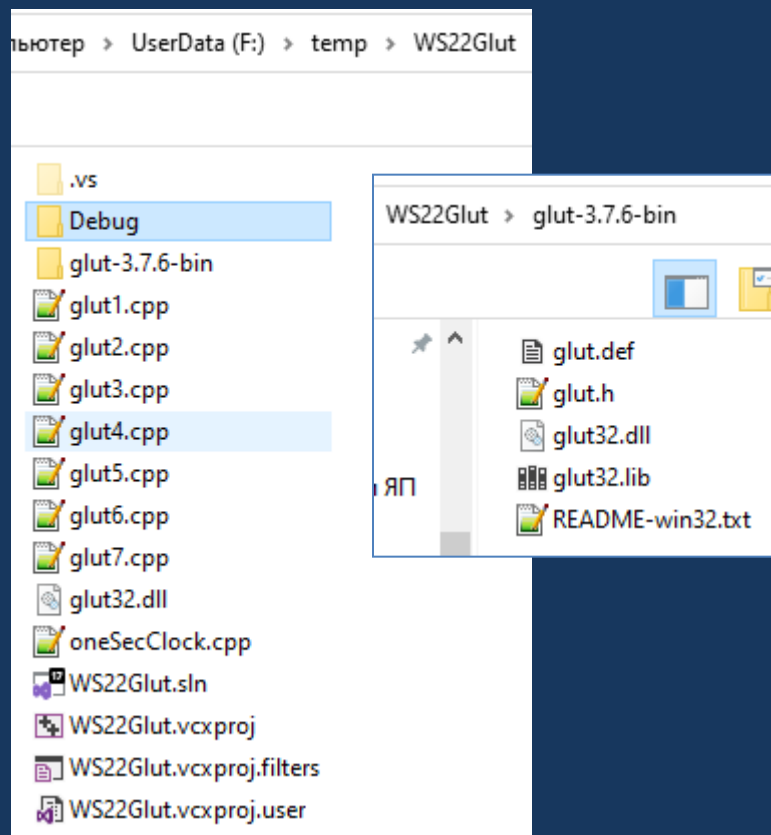 пьютер > UserData (F:) > temp > WS22Glut
.vs
Debug
glut-3.7.6-bin
glut1.cpp
glut2.cpp
glut3.cpp
glut4.cpp
glut5.cpp
glut6.cpp
glut7.cpp
glut32.dll
oneSecClock.cpp
WS22Glut.sln
WS22Glut.vcxproj
WS22Glut.vcxproj.filters
WS22Glut.vcxproj.user
WS22Glut > glut-3.7.6-bin
glut.def
glut.h
glut32.dll
ЯП
glut32.lib
README-win32.txt